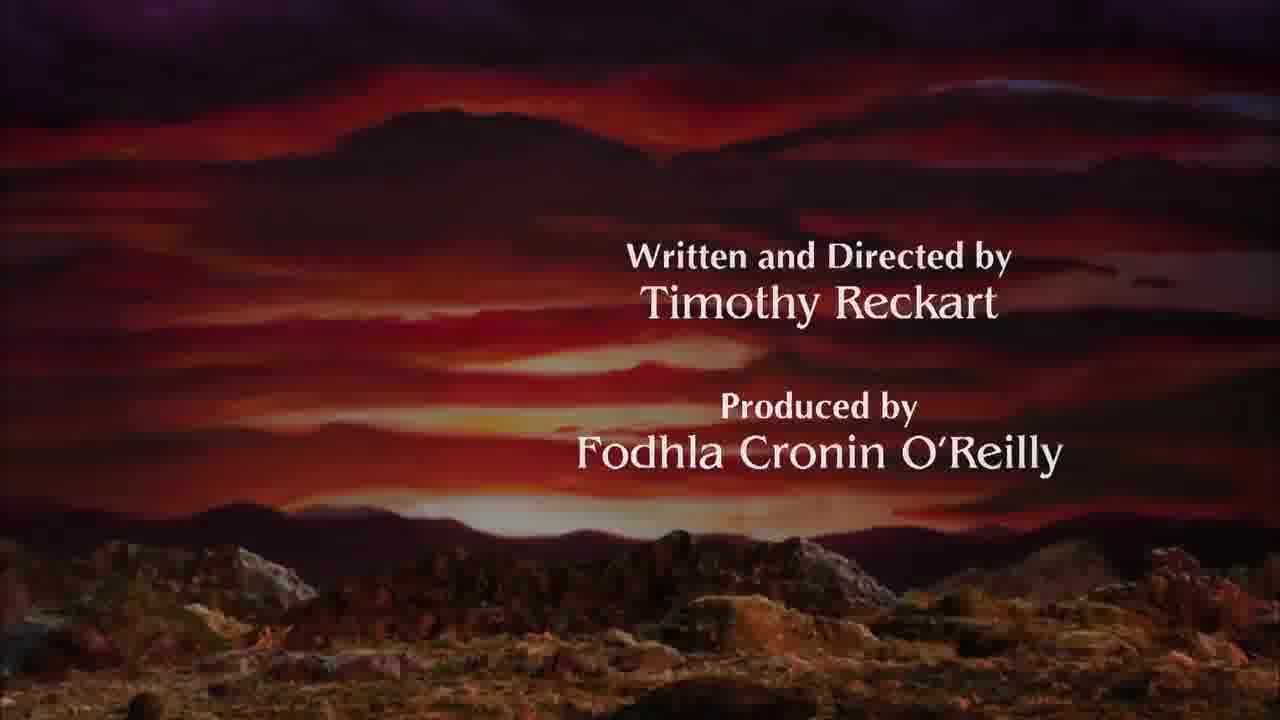 Written and Directed by
Timothy Reckart
Produced by
Fodhla Cronin O'Reilly